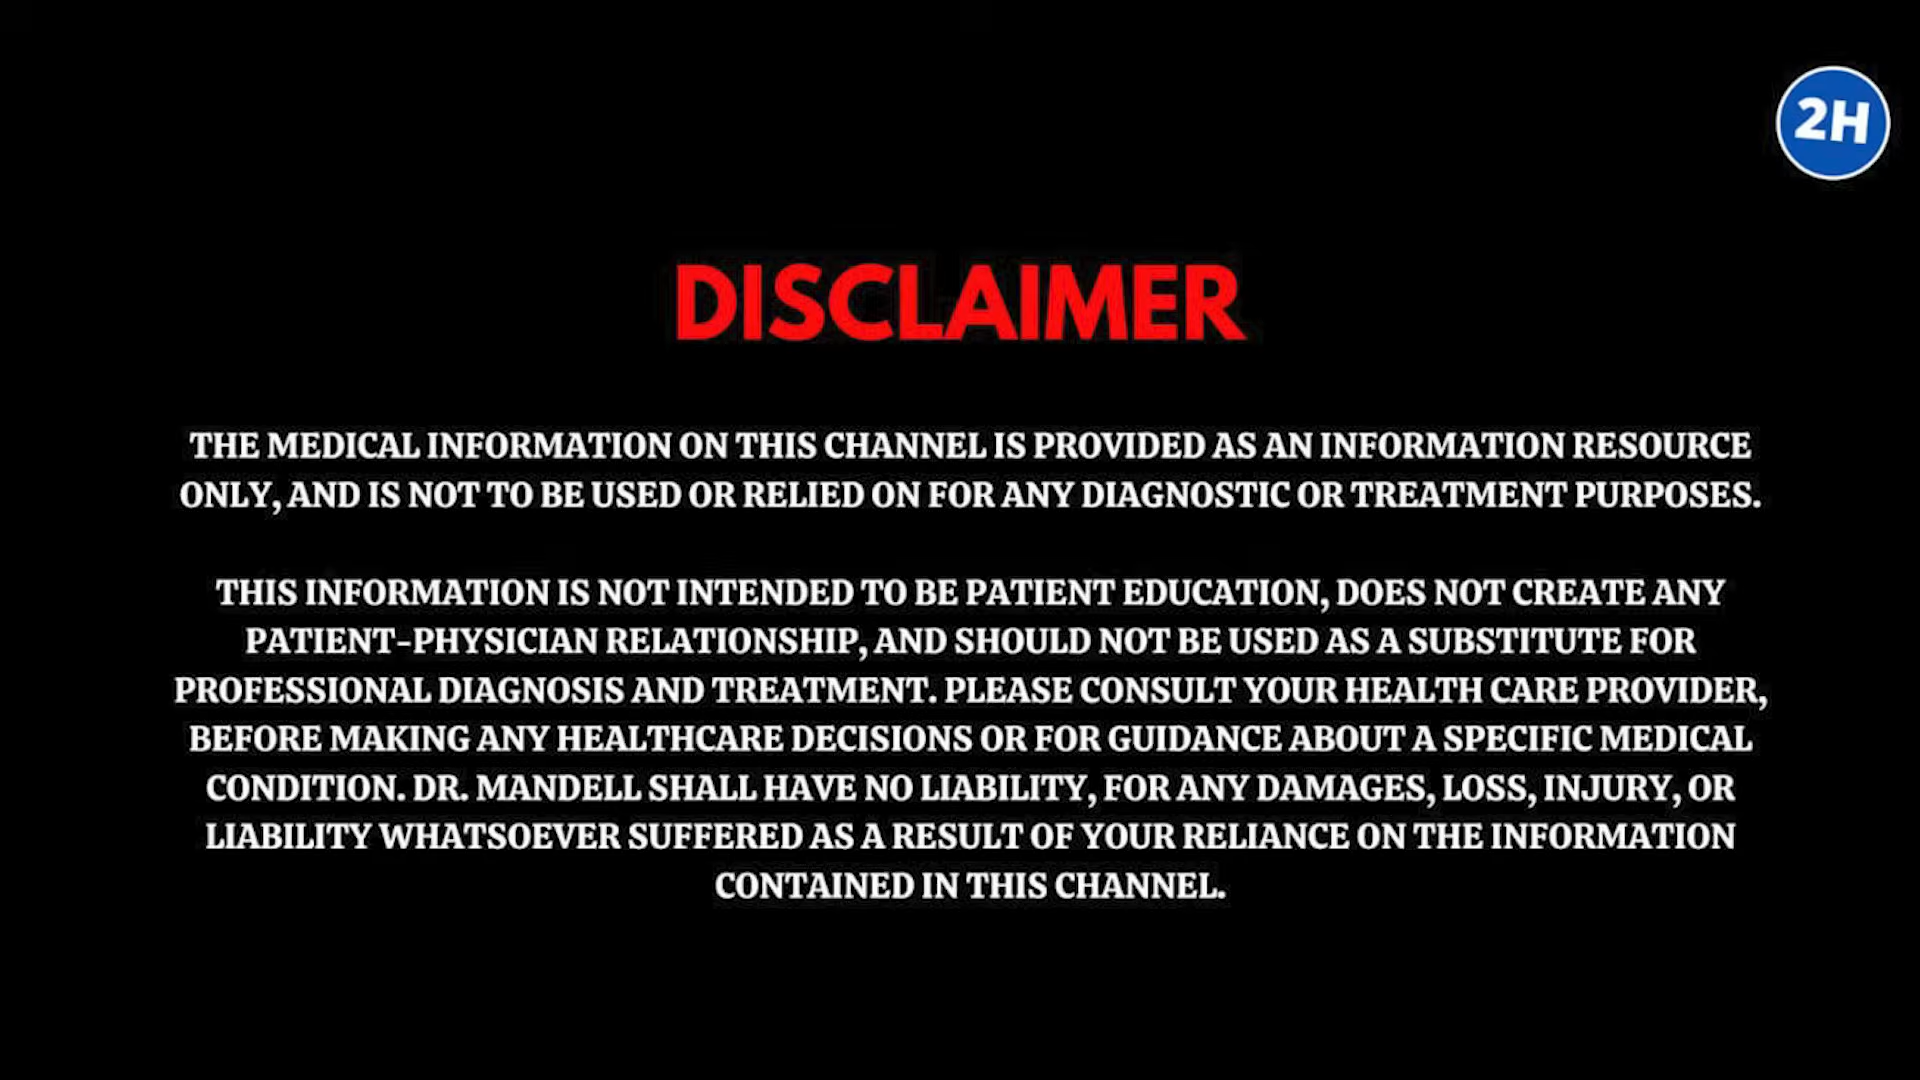 2H
DISCLAIMER
THE MEDICAL INFORMATION ON THIS CHANNEL IS PROVIDED AS AN INFORMATION RESOURCE
ONLY, AND IS NOT TO BE USED OR RELIED ON FOR ANY DIAGNOSTIC OR TREATMENT PURPOSES.
THIS INFORMATION IS NOT INTENDED TO BE PATIENT EDUCATION, DOES NOT CREATE ANY
PATIENT-PHYSICIAN RELATIONSHIP, AND SHOULD NOT BE USED AS A SUBSTITUTE FOR
PROFESSIONAL DIAGNOSIS AND TREATMENT. PLEASE CONSULT YOUR HEALTH CARE PROVIDER,
BEFORE MAKING ANY HEALTHCARE DECISIONS OR FOR GUIDANCE ABOUT A SPECIFIC MEDICAL
CONDITION. DR. MANDELL SHALL HAVE NO LIABILITY, FOR ANY DAMAGES, LOSS, INJURY, OR
LIABILITY WHATSOEVER SUFFERED AS A RESULT OF YOUR RELIANCE ON THE INFORMATION
CONTAINED IN THIS CHANNEL.